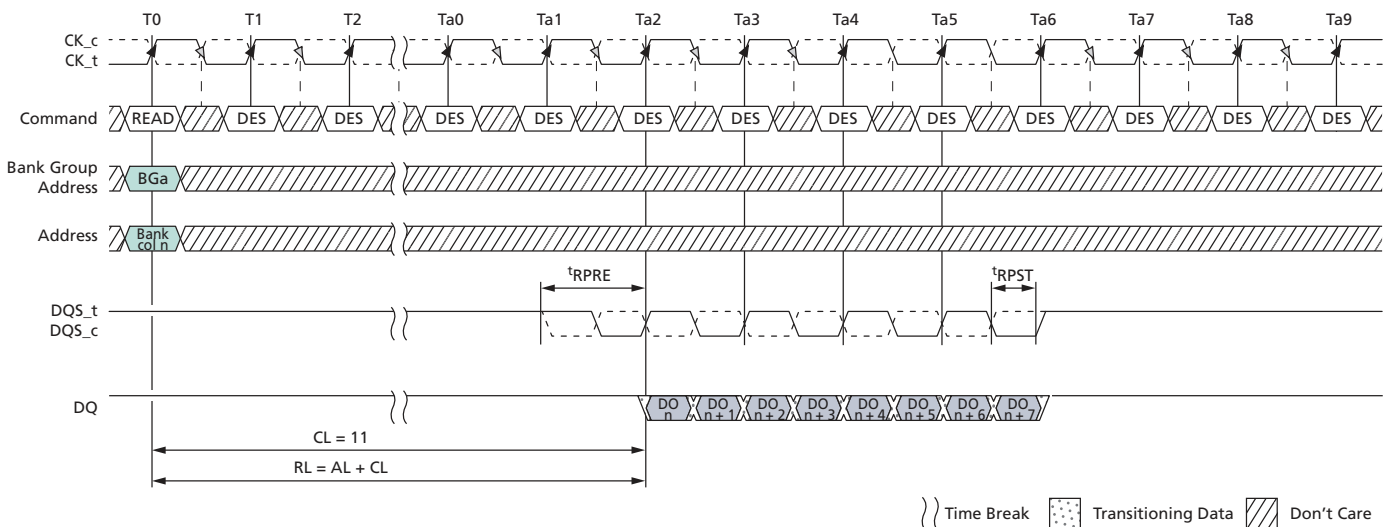 T0 T1 T2 Ta0 Ta1 Ta2 Ta3 Ta4 Ta5 Ta6 Ta7 Ta8 Ta9
CK_c
CK_t
Command READ DES DES DES DES DES DES DES DES DES DES DES DES
Bank Group
Address
BGa
Address
Bank
col n
tRPRE
tRPST
DQS_t
DQS_c
DQ
DO DO DO DO DO DO DO DO
n n + 1 n + 2 n + 3 n + 4 n + 5 n + 6 n + 7
CL = 11
RL = AL + CL
Time Break Transitioning Data Don't Care